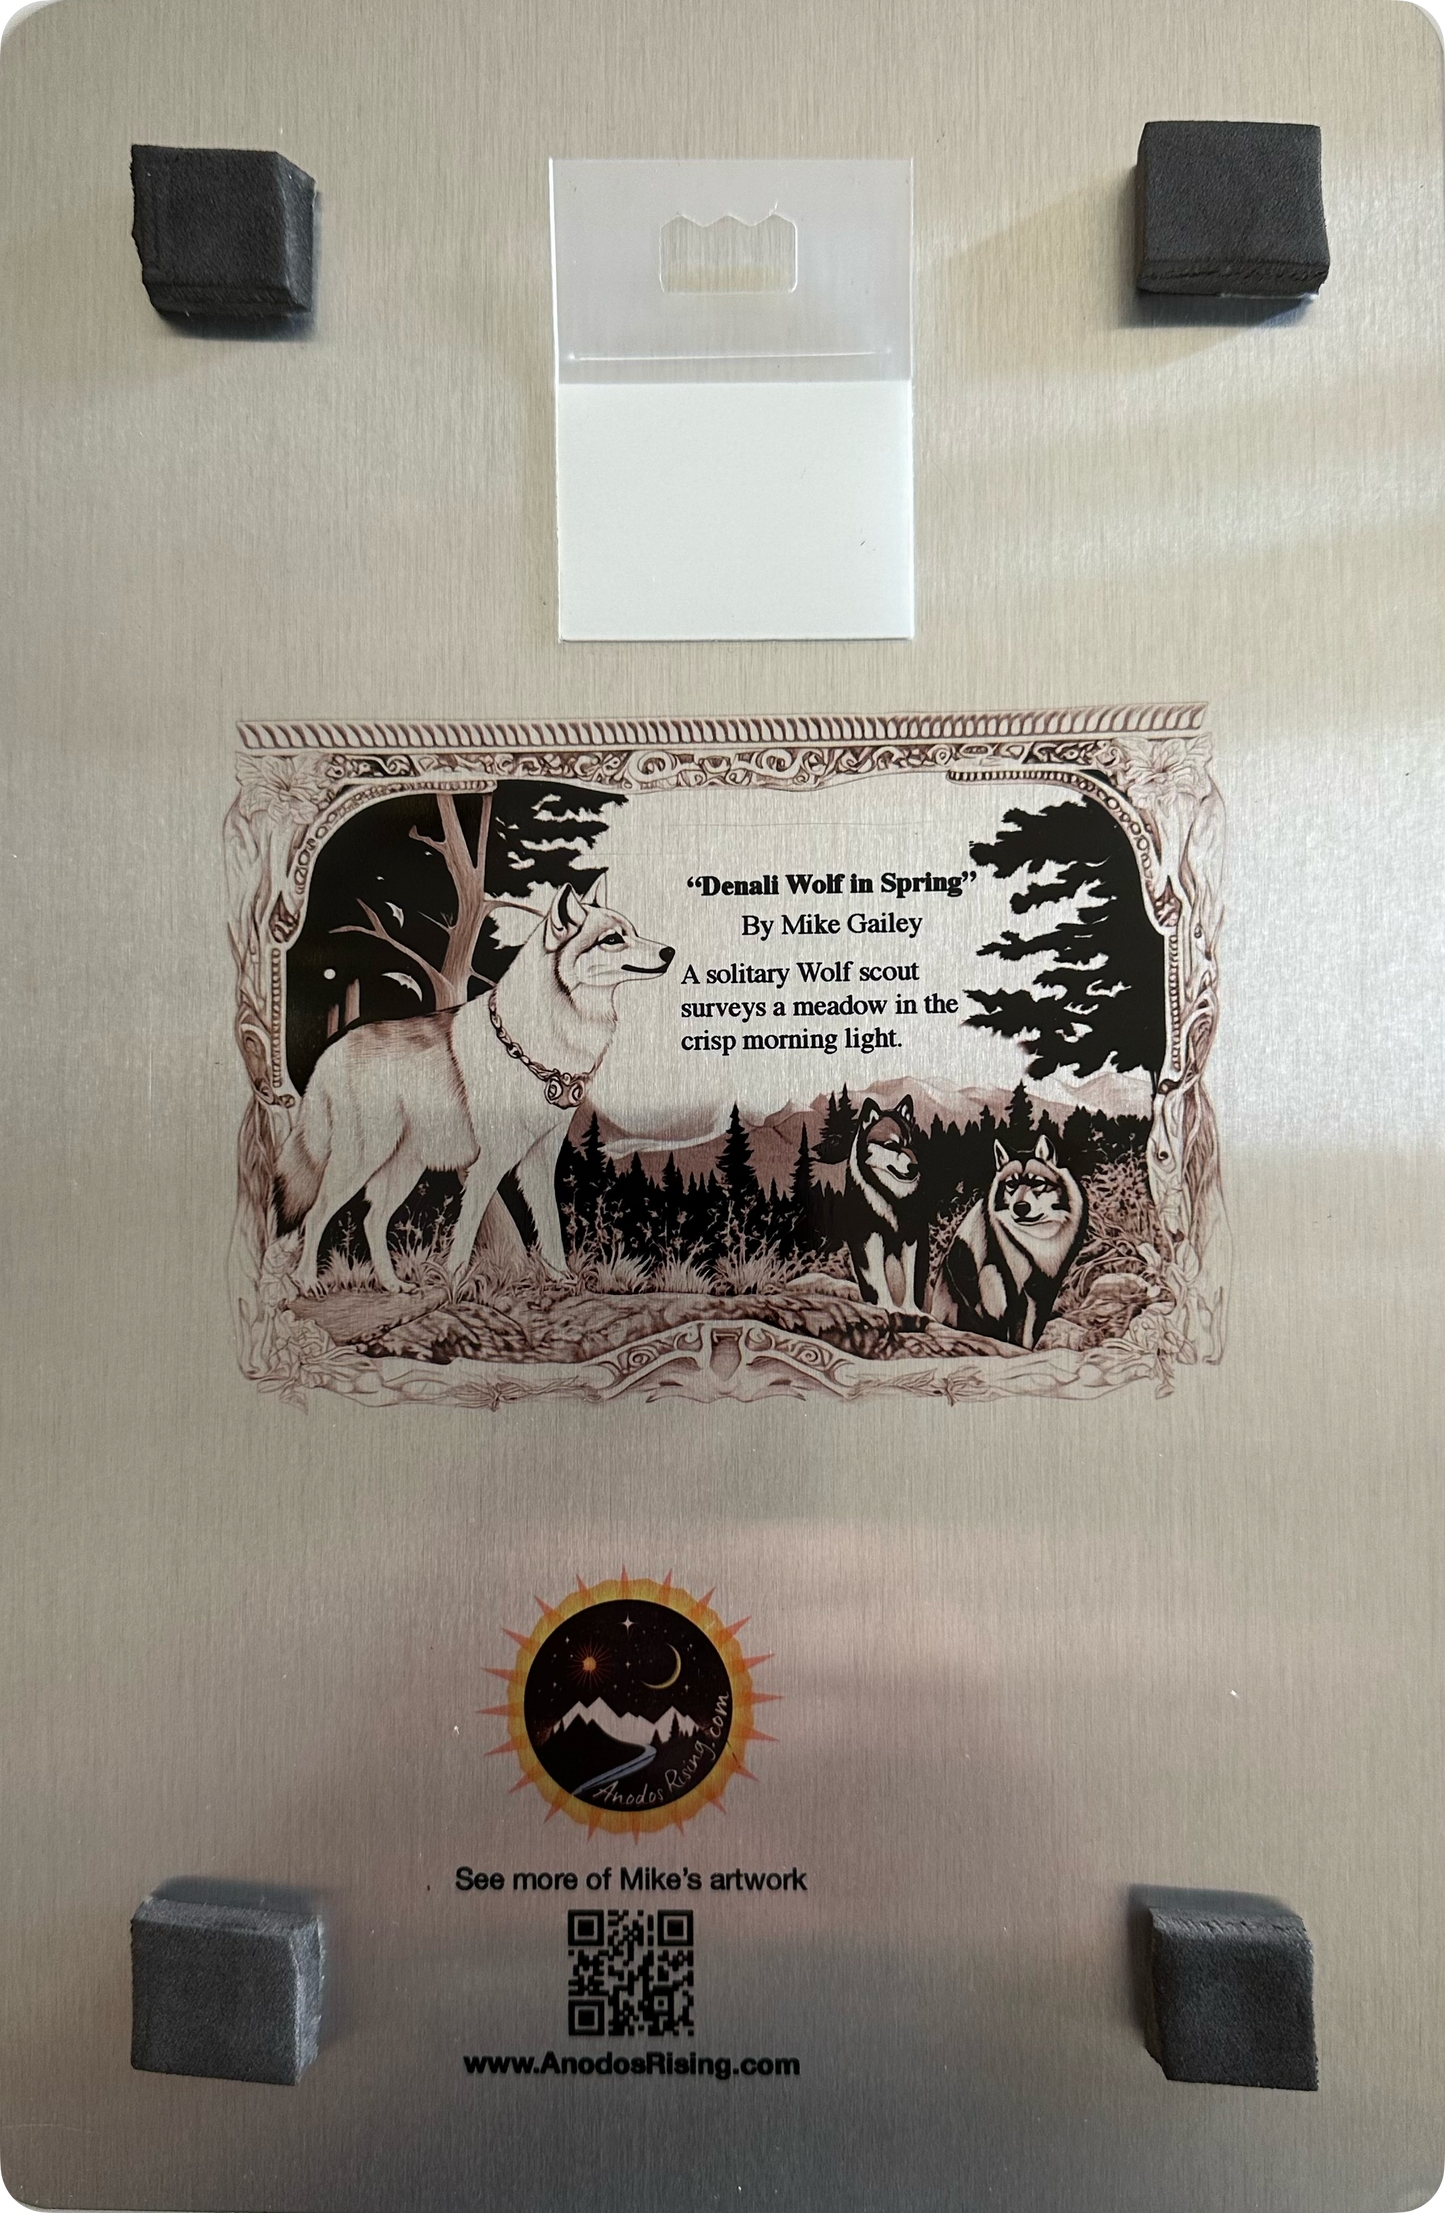 “Denali Wolf in Spring”
By Mike Gailey
A solitary Wolf scout
surveys a meadow in the
crisp morning light.
AnodosRising.com
See more of Mike’s artwork
www.AnodosRising.com